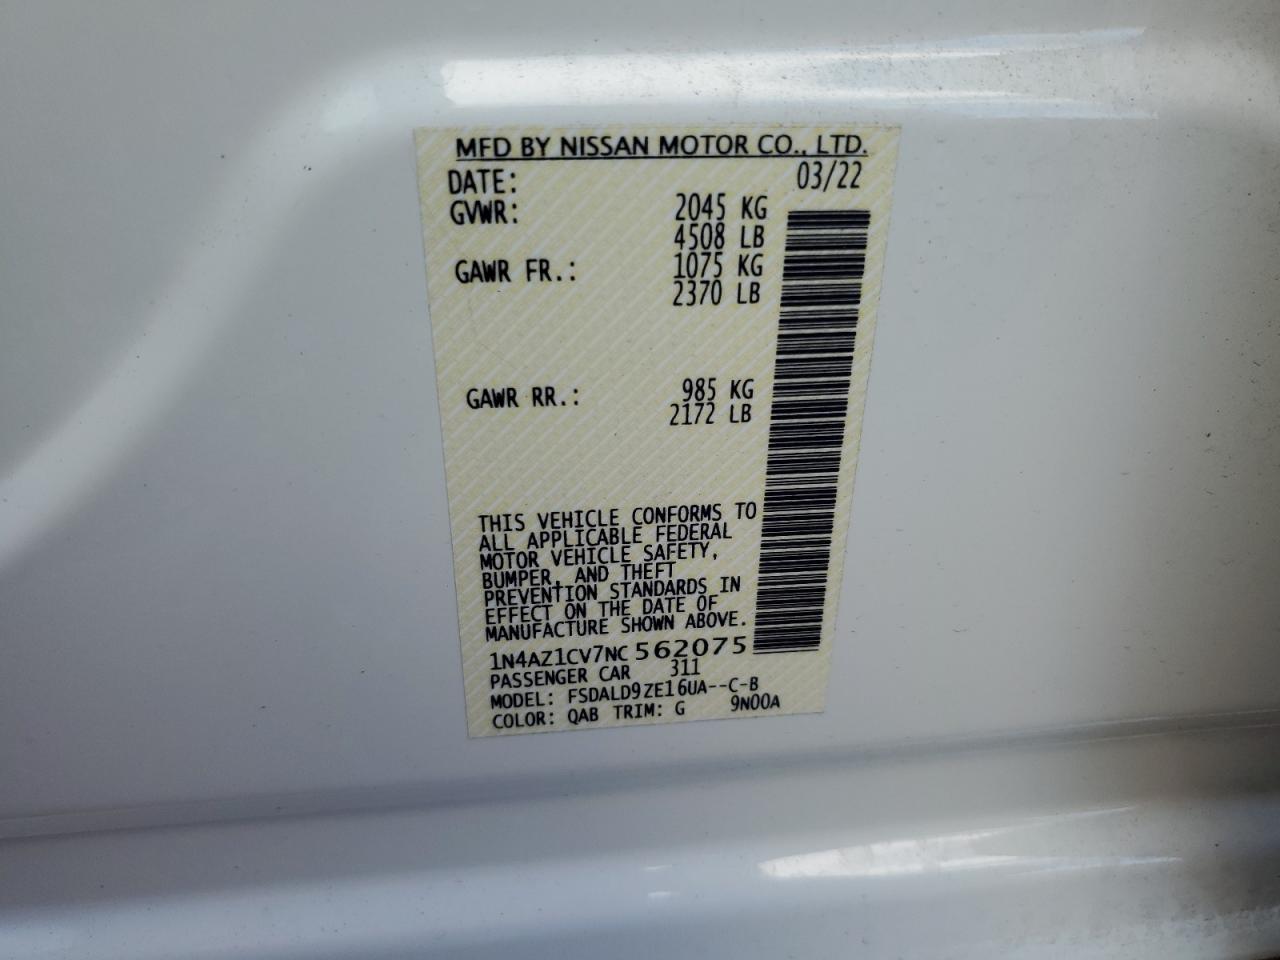 MFD BY NISSAN MOTOR CO., LTD.
DATE: 03/22
GVWR: 2045 KG
4508 LB
GAWR FR.: 1075 KG
2370 LB
GAWR RR.: 985 KG
2172 LB
THIS VEHICLE CONFORMS TO
ALL APPLICABLE FEDERAL
MOTOR VEHICLE SAFETY,
BUMPER, AND THEFT
PREVENTION STANDARDS IN
EFFECT ON THE DATE OF
MANUFACTURE SHOWN ABOVE.
1N4AZ1CV7NC562075
PASSENGER CAR 311
MODEL: FSDALD9ZE16UA--C-B
COLOR: QAB TRIM: G 9N00A